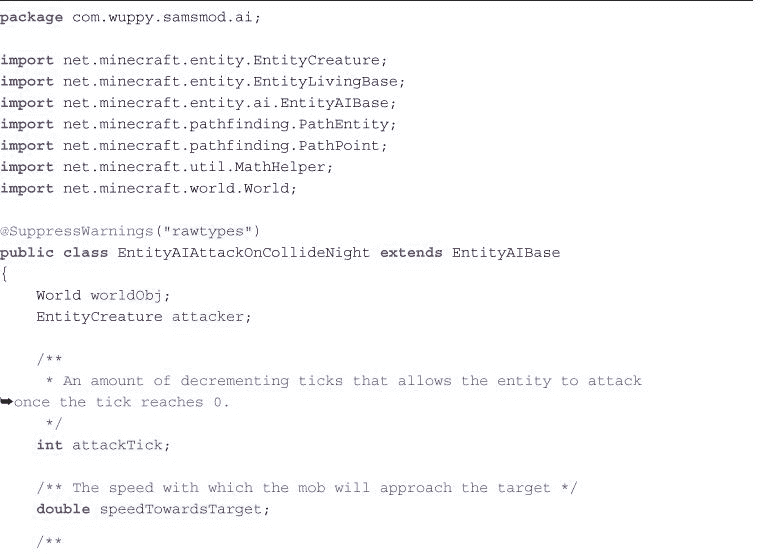 package com.wuppy.samsmod.ai;
import net.minecraft.entity.EntityCreature;
import net.minecraft.entity.EntityLivingBase;
import net.minecraft.entity.ai.EntityAIBase;
import net.minecraft.pathfinding.PathEntity;
import net.minecraft.pathfinding.PathPoint;
import net.minecraft.util.MathHelper;
import net.minecraft.world.World;
@SuppressWarnings("rawtypes")
public class EntityAIAttackOnCollideNight extends EntityAIBase
{
    World worldObj;
    EntityCreature attacker;
    /**
     * An amount of decrementing ticks that allows the entity to attack
➥once the tick reaches 0.
     */
    int attackTick;
    /** The speed with which the mob will approach the target */
    double speedTowardsTarget;
    /**